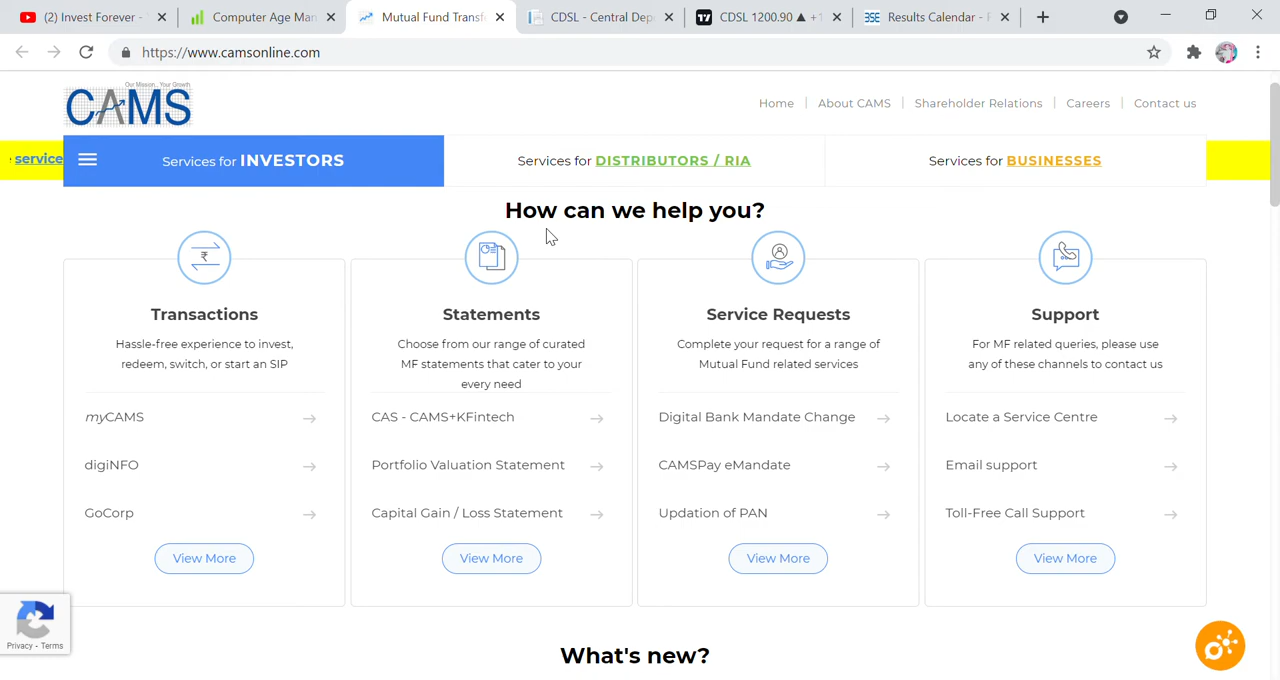 (2) Invest Forever -
Computer Age Man
Mutual Fund Transf
CDSL - Central Dep
CDSL 1200.90 ▲ +1
Results Calendar - F
https://www.camsonline.com
Our Mission.. Your Growth
CAMS
Home | About CAMS | Shareholder Relations | Careers | Contact us
service
Services for INVESTORS
Services for DISTRIBUTORS / RIA
Services for BUSINESSES
How can we help you?
Transactions
Hassle-free experience to invest,
redeem, switch, or start an SIP
myCAMS
digiNFO
GoCorp
View More
Statements
Choose from our range of curated
MF statements that cater to your
every need
CAS - CAMS+KFintech
Portfolio Valuation Statement
Capital Gain / Loss Statement
View More
Service Requests
Complete your request for a range of
Mutual Fund related services
Digital Bank Mandate Change
CAMSPay eMandate
Updation of PAN
View More
Support
For MF related queries, please use
any of these channels to contact us
Locate a Service Centre
Email support
Toll-Free Call Support
View More
Privacy - Terms
What's new?